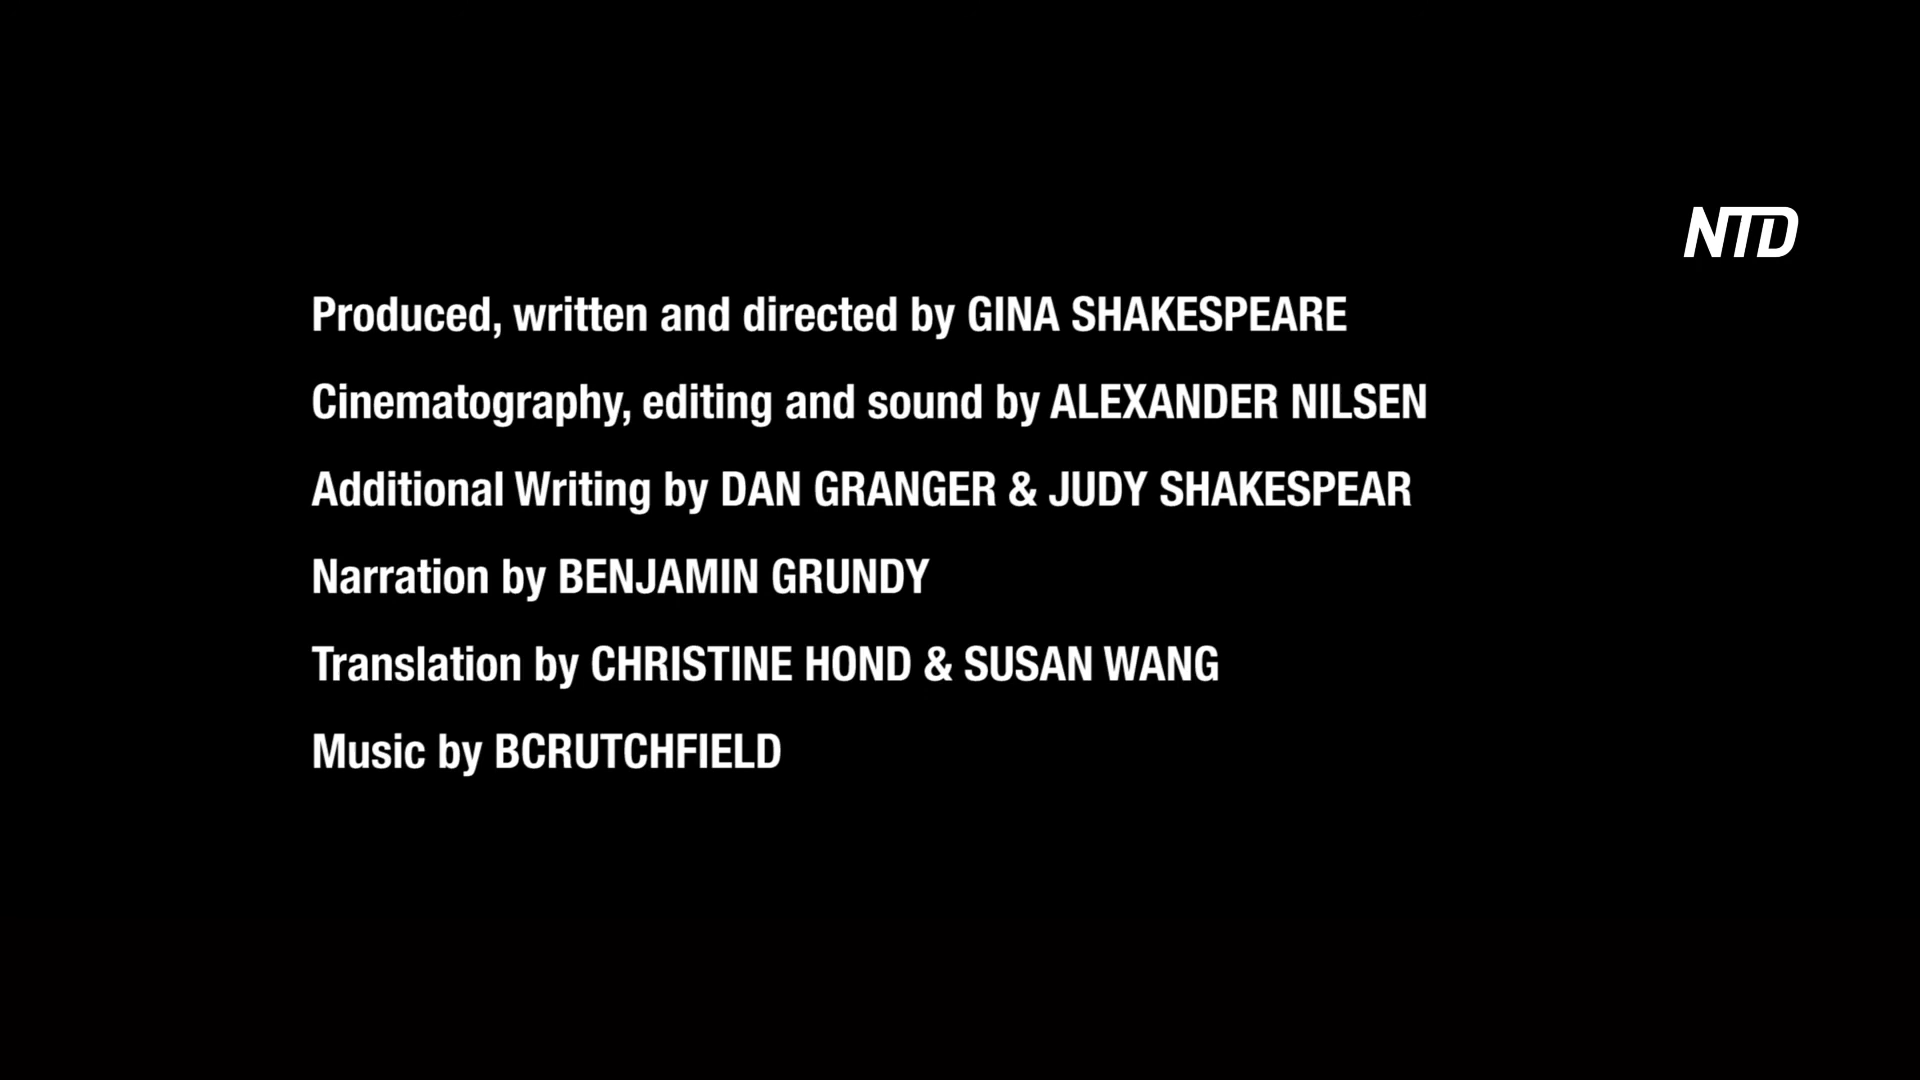 NTD
Produced, written and directed by GINA SHAKESPEARE
Cinematography, editing and sound by ALEXANDER NILSEN
Additional Writing by DAN GRANGER & JUDY SHAKESPEAR
Narration by BENJAMIN GRUNDY
Translation by CHRISTINE HOND & SUSAN WANG
Music by BCRUTCHFIELD